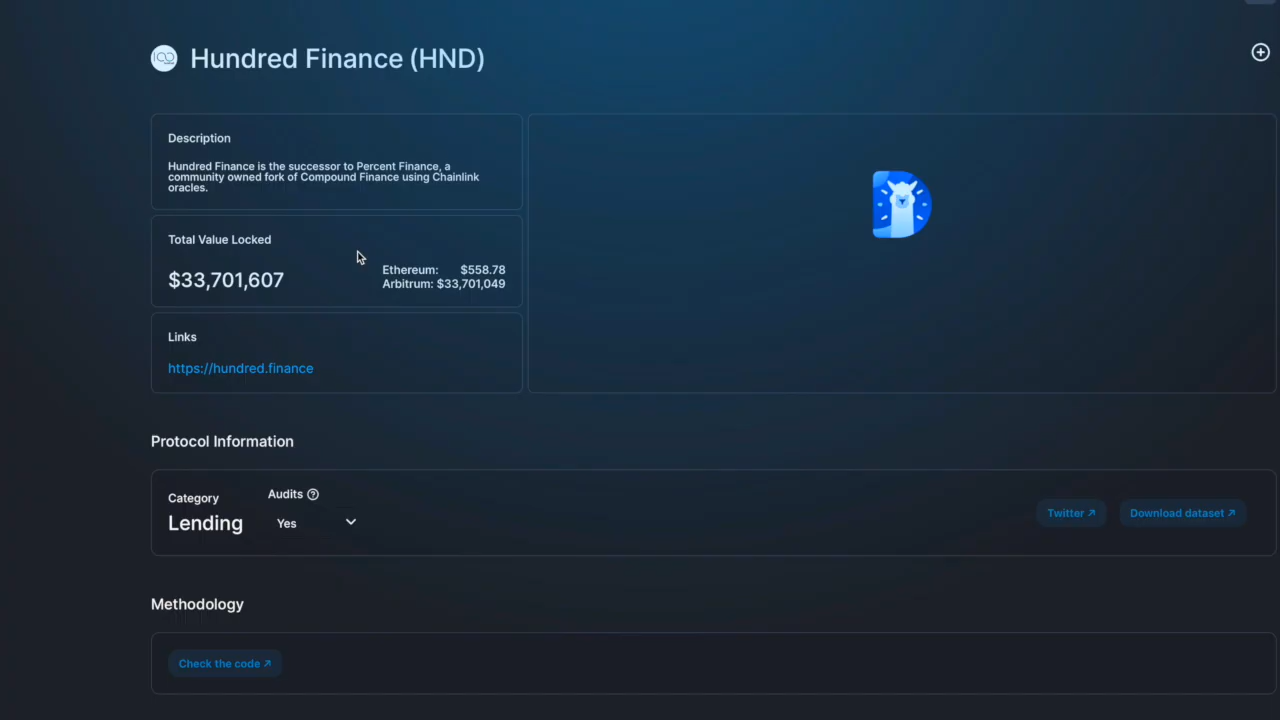 Hundred Finance (HND)
Description
Hundred Finance is the successor to Percent Finance, a
community owned fork of Compound Finance using Chainlink
oracles.
Total Value Locked
$33,701,607
Ethereum: $558.78
Arbitrum: $33,701,049
Links
https://hundred.finance
Protocol Information
Category
Lending
Audits
Yes
Twitter
Download dataset
Methodology
Check the code